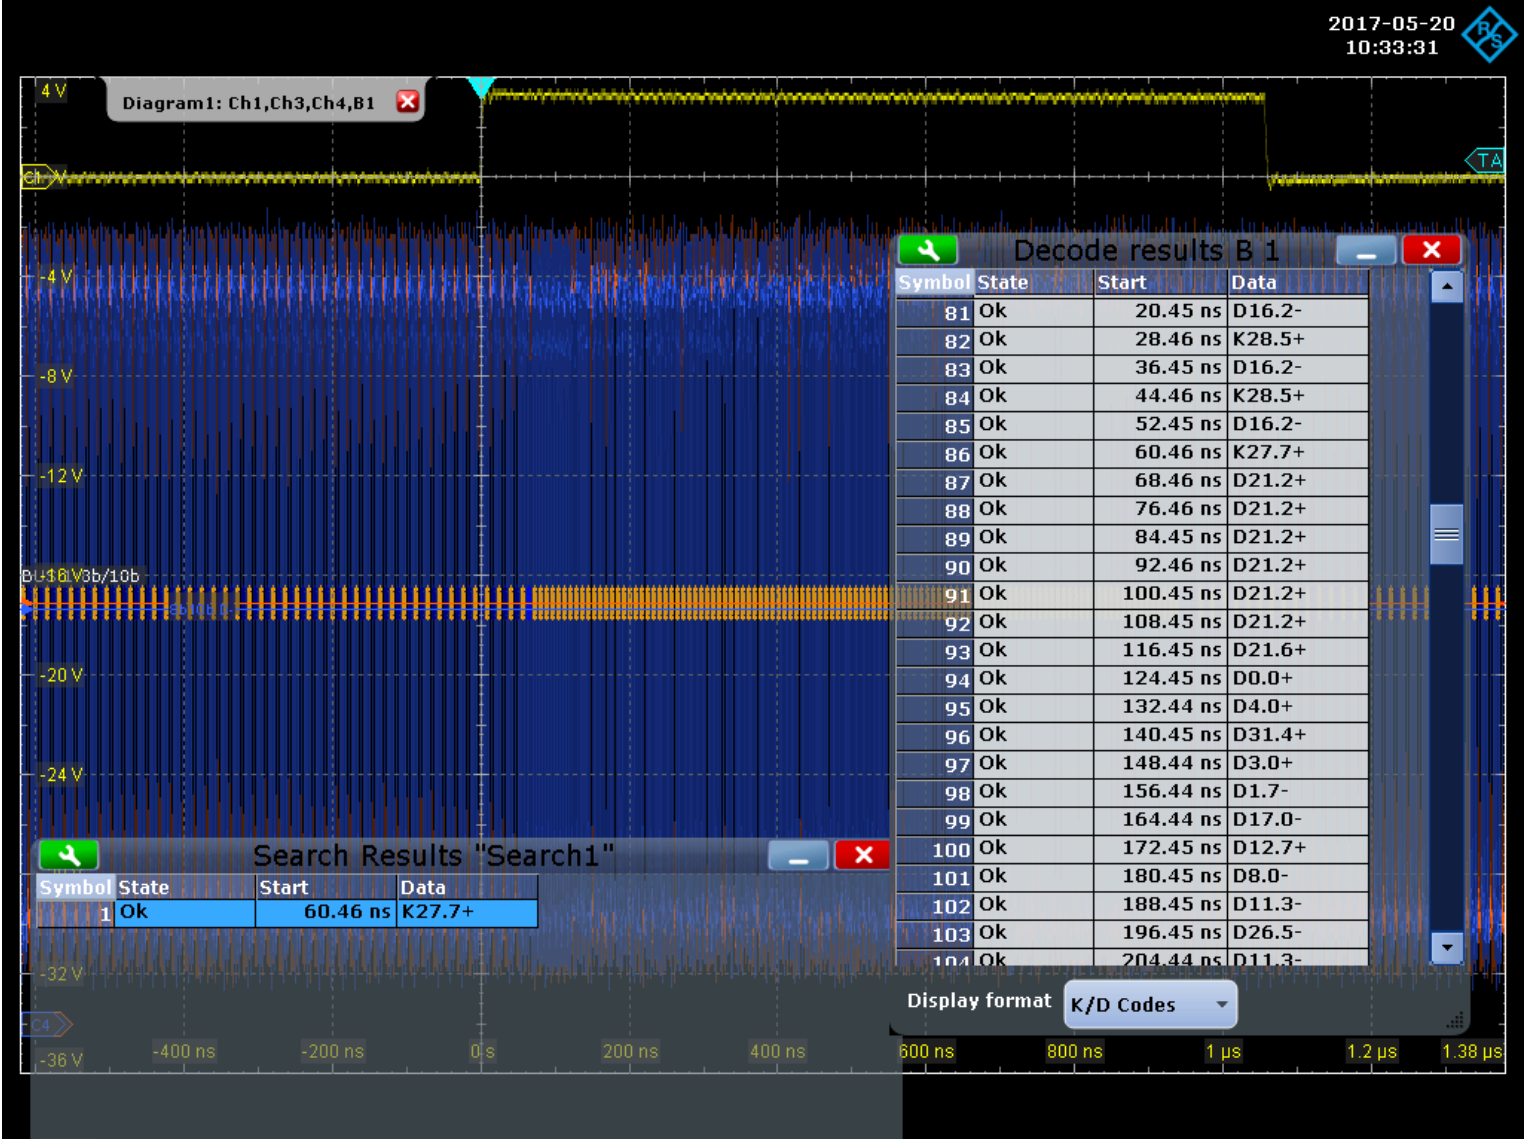 2017-05-20
10:33:31
R&S
4 V
Diagram1: Ch1,Ch3,Ch4,B1
C1
TA
-4 V
-8 V
-12 V
-16 V
8b/10b
-20 V
-24 V
-32 V
C4
-36 V
-400 ns
-200 ns
0 s
200 ns
400 ns
600 ns
800 ns
1 µs
1.2 µs
1.38 µs
Decode results B 1
Symbol State Start Data
81 Ok 20.45 ns D16.2-
82 Ok 28.46 ns K28.5+
83 Ok 36.45 ns D16.2-
84 Ok 44.46 ns K28.5+
85 Ok 52.45 ns D16.2-
86 Ok 60.46 ns K27.7+
87 Ok 68.46 ns D21.2+
88 Ok 76.46 ns D21.2+
89 Ok 84.45 ns D21.2+
90 Ok 92.46 ns D21.2+
91 Ok 100.45 ns D21.2+
92 Ok 108.45 ns D21.2+
93 Ok 116.45 ns D21.6+
94 Ok 124.45 ns D0.0+
95 Ok 132.44 ns D4.0+
96 Ok 140.45 ns D31.4+
97 Ok 148.44 ns D3.0+
98 Ok 156.44 ns D1.7-
99 Ok 164.44 ns D17.0-
100 Ok 172.45 ns D12.7+
101 Ok 180.45 ns D8.0-
102 Ok 188.45 ns D11.3-
103 Ok 196.45 ns D26.5-
104 Ok 204.44 ns D11.3-
Display format K/D Codes
Search Results "Search1"
Symbol State Start Data
1 Ok 60.46 ns K27.7+